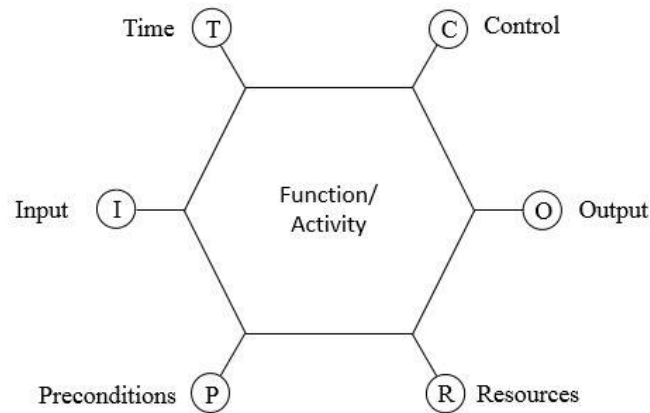 Time T C Control
Input I Function/
Activity O Output
Preconditions P R Resources